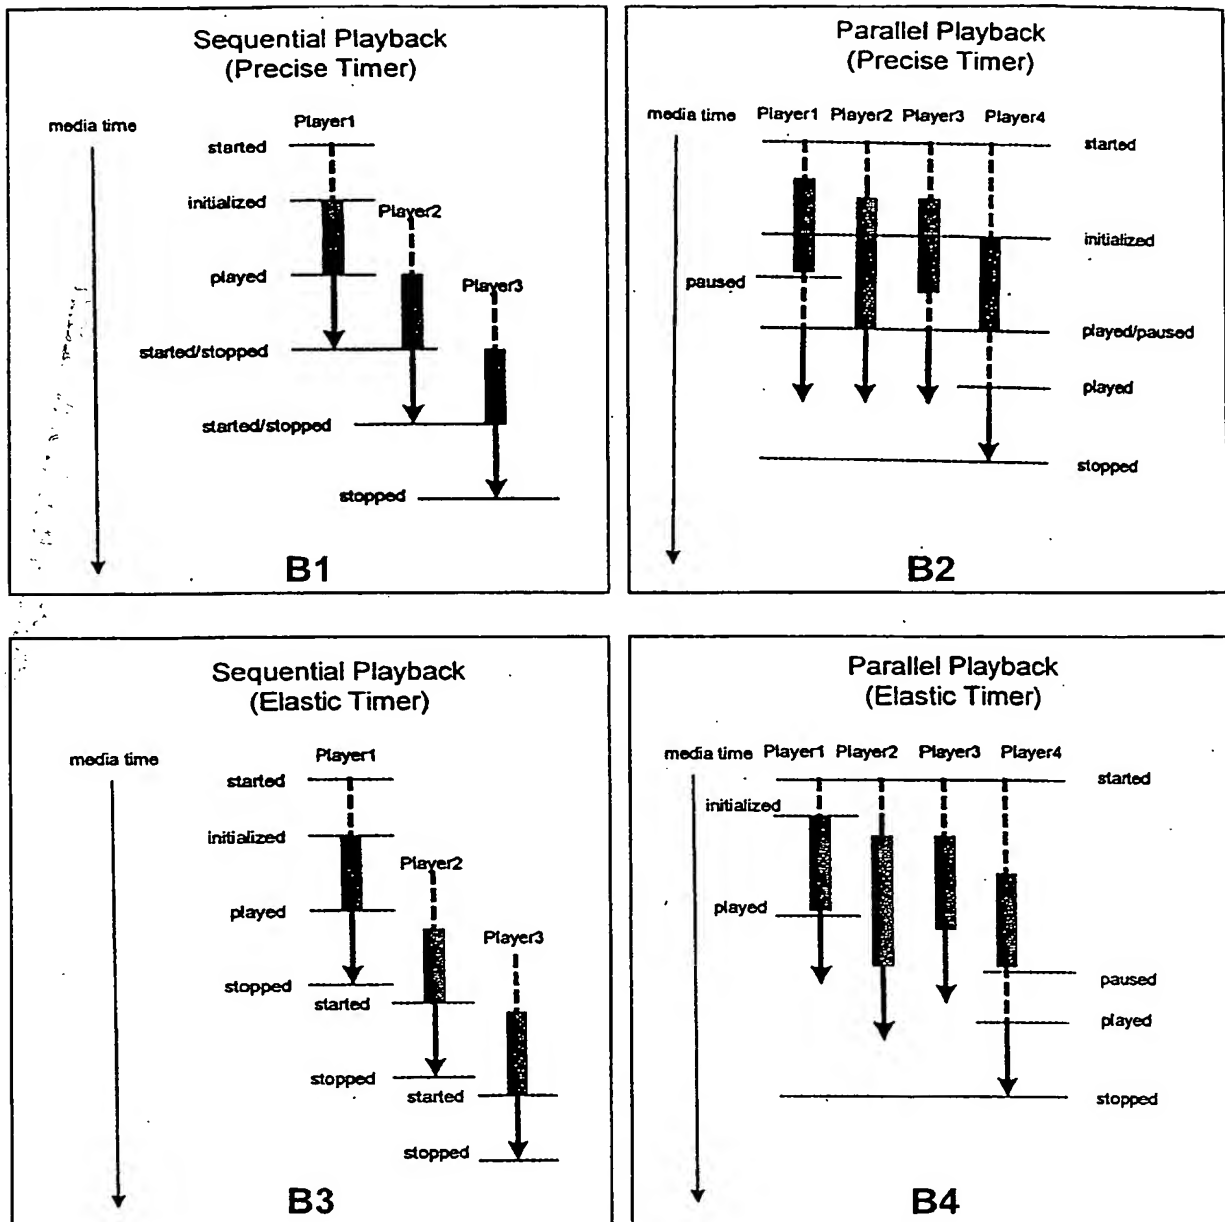 Sequential Playback
(Precise Timer)
media time
Player1
started
initialized
Player2
played
Player3
started/stopped
started/stopped
stopped
B1
Parallel Playback
(Precise Timer)
media time
Player1
Player2
Player3
Player4
started
initialized
paused
played/paused
played
stopped
B2
Sequential Playback
(Elastic Timer)
media time
Player1
started
initialized
Player2
played
Player3
stopped
started
stopped
started
stopped
B3
Parallel Playback
(Elastic Timer)
media time
Player1
Player2
Player3
Player4
started
initialized
played
paused
played
stopped
B4